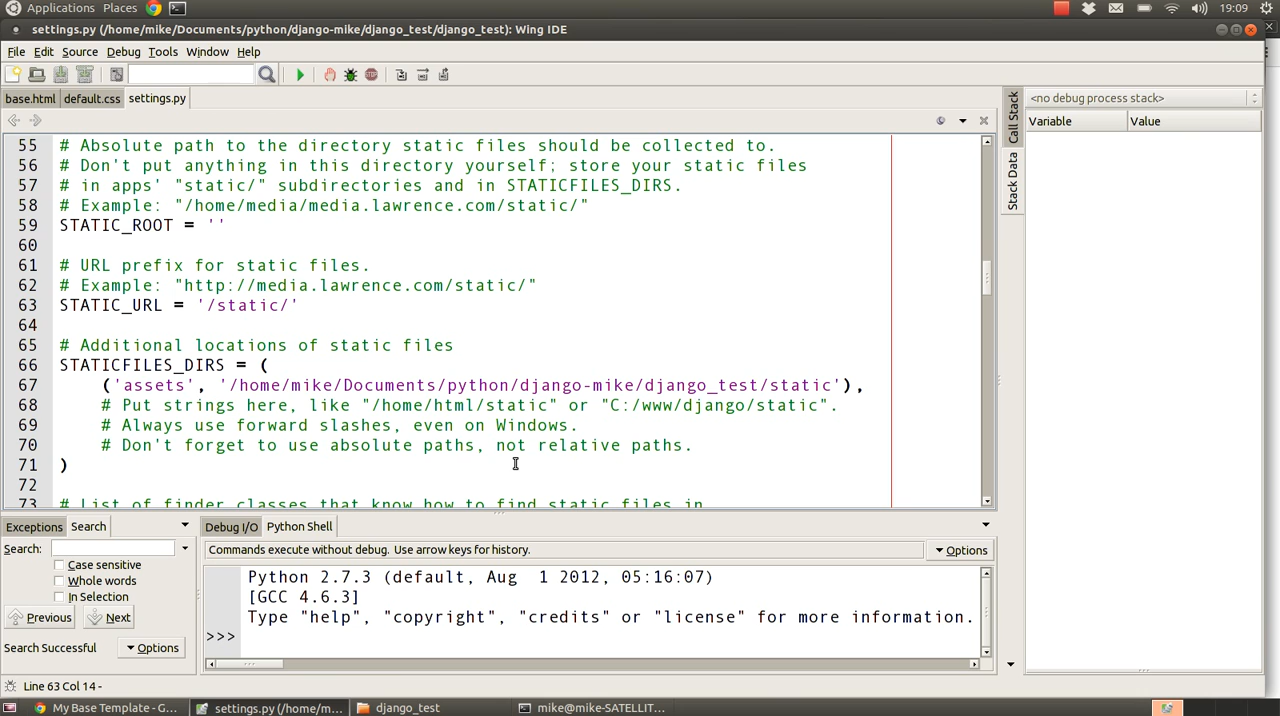 Applications Places 19:09
settings.py (/home/mike/Documents/python/django-mike/django_test/django_test): Wing IDE
File Edit Source Debug Tools Window Help
base.html default.css settings.py
<no debug process stack>
Variable Value
Call Stack
Stack Data
55 # Absolute path to the directory static files should be collected to.
56 # Don't put anything in this directory yourself; store your static files
57 # in apps' "static/" subdirectories and in STATICFILES_DIRS.
58 # Example: "/home/media/media.lawrence.com/static/"
59 STATIC_ROOT = ''
60
61 # URL prefix for static files.
62 # Example: "http://media.lawrence.com/static/"
63 STATIC_URL = '/static/'
64
65 # Additional locations of static files
66 STATICFILES_DIRS = (
67 ('assets', '/home/mike/Documents/python/django-mike/django_test/static'),
68 # Put strings here, like "/home/html/static" or "C:/www/django/static".
69 # Always use forward slashes, even on Windows.
70 # Don't forget to use absolute paths, not relative paths.
71 )
72
73 # List of finder classes that know how to find static files in
Exceptions Search
Search:
Case sensitive
Whole words
In Selection
Previous Next
Search Successful Options
Debug I/O Python Shell
Commands execute without debug. Use arrow keys for history. Options
Python 2.7.3 (default, Aug 1 2012, 05:16:07)
[GCC 4.6.3]
Type "help", "copyright", "credits" or "license" for more information.
>>>
Line 63 Col 14 -
My Base Template - G... settings.py (/home/m... django_test mike@mike-SATELLIT...